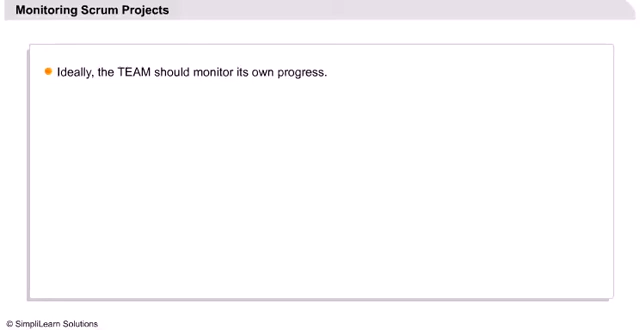 Monitoring Scrum Projects
Ideally, the TEAM should monitor its own progress.
© SimpliLearn Solutions